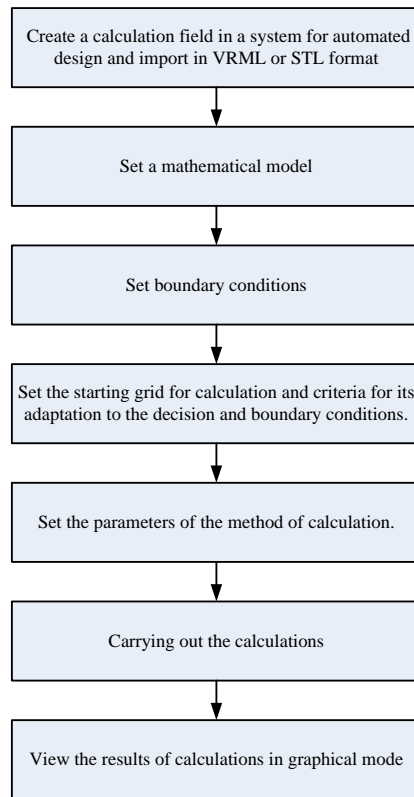 Create a calculation field in a system for automated
design and import in VRML or STL format
Set a mathematical model
Set boundary conditions
Set the starting grid for calculation and criteria for its
adaptation to the decision and boundary conditions.
Set the parameters of the method of calculation.
Carrying out the calculations
View the results of calculations in graphical mode